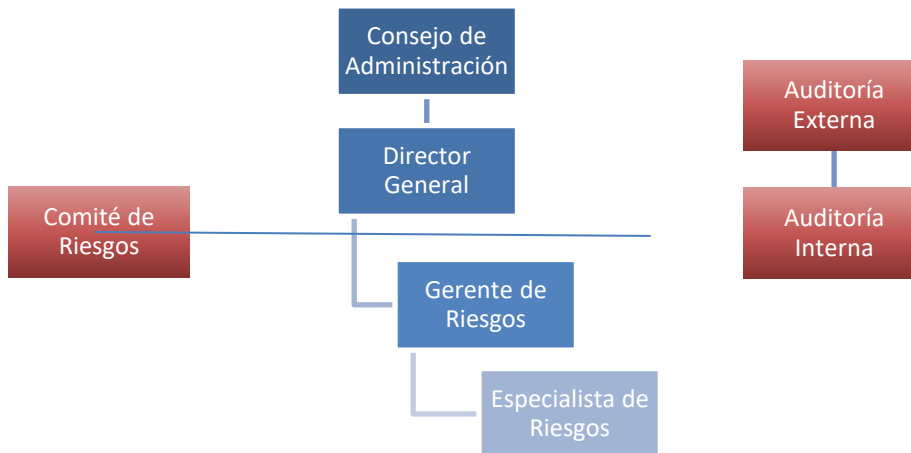 Consejo de
Administración
Auditoría
Externa
Director
General
Comité de
Riesgos
Auditoría
Interna
Gerente de
Riesgos
Especialista de
Riesgos